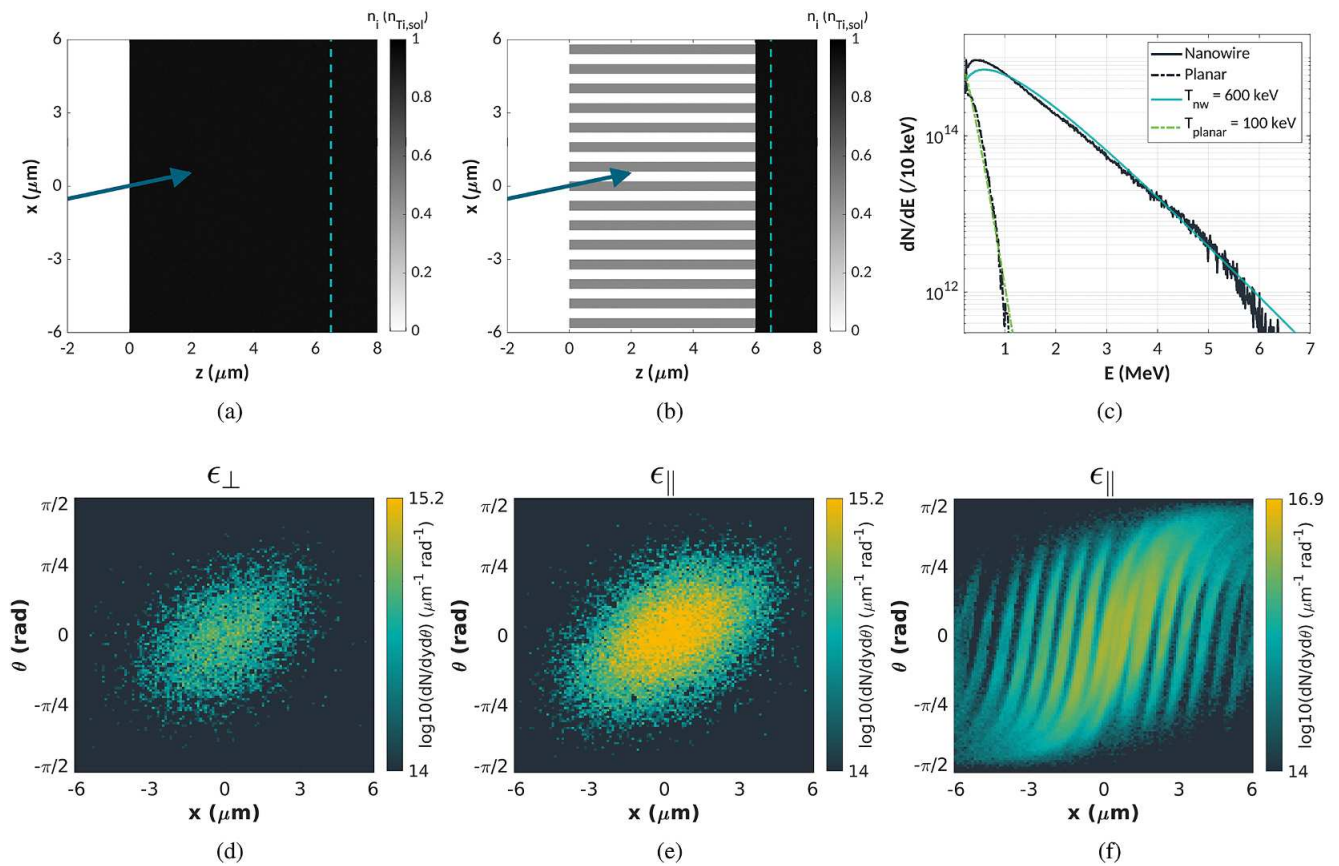 n_i (n_Ti,sol)
6
3
0
-3
-6
x (μm)
-2
0
2
4
6
8
z (μm)
1
0.8
0.6
0.4
0.2
0
(a)
n_i (n_Ti,sol)
6
3
0
-3
-6
x (μm)
-2
0
2
4
6
8
z (μm)
1
0.8
0.6
0.4
0.2
0
(b)
Nanowire
Planar
T_nw = 600 keV
T_planar = 100 keV
10^14
10^12
dN/dE (/10 keV)
1
2
3
4
5
6
7
E (MeV)
(c)
ϵ_⊥
π/2
π/4
0
-π/4
-π/2
θ (rad)
-6
-3
0
3
6
x (μm)
15.2
14
log10(dN/dydθ) (μm^-1 rad^-1)
(d)
ϵ_||
π/2
π/4
0
-π/4
-π/2
θ (rad)
-6
-3
0
3
6
x (μm)
15.2
14
log10(dN/dydθ) (μm^-1 rad^-1)
(e)
ϵ_||
π/2
π/4
0
-π/4
-π/2
θ (rad)
-6
-3
0
3
6
x (μm)
16.9
14
log10(dN/dydθ) (μm^-1 rad^-1)
(f)